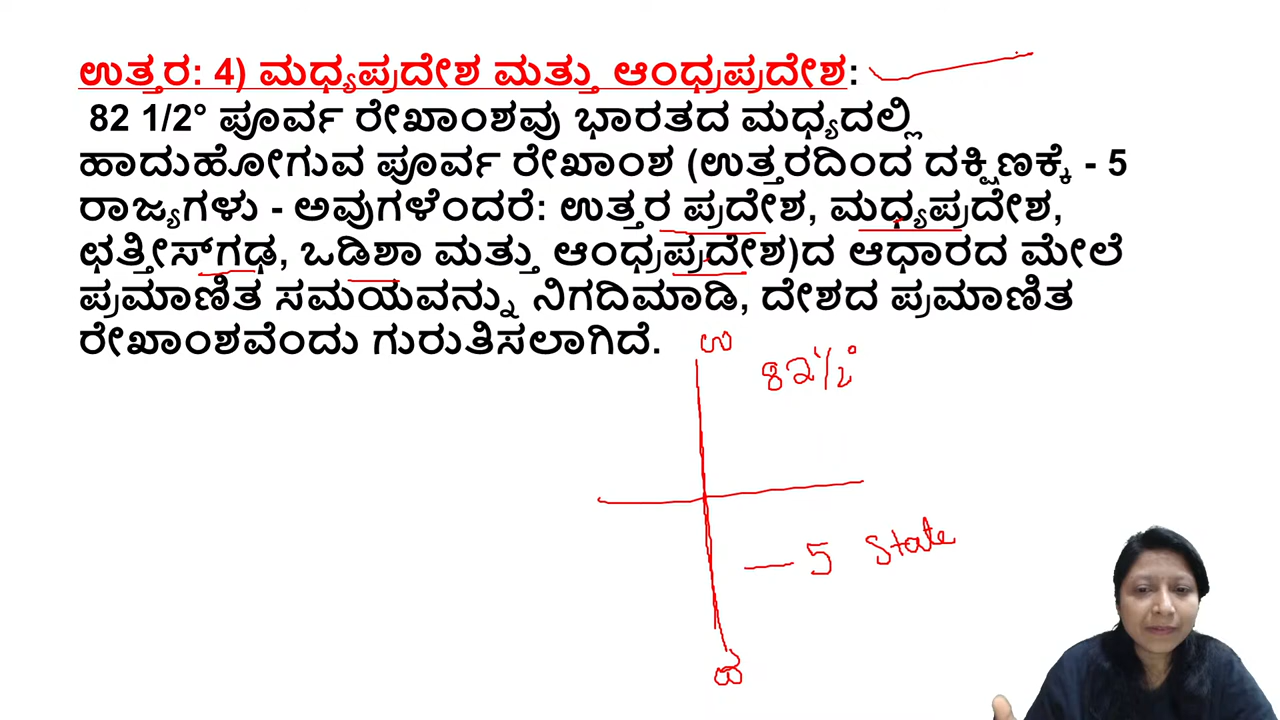 ಉತ್ತರ: 4) ಮಧ್ಯಪ್ರದೇಶ ಮತ್ತು ಆಂಧ್ರಪ್ರದೇಶ:
82 1/2° ಪೂರ್ವ ರೇಖಾಂಶವು ಭಾರತದ ಮಧ್ಯದಲ್ಲಿ
ಹಾದುಹೋಗುವ ಪೂರ್ವ ರೇಖಾಂಶ (ಉತ್ತರದಿಂದ ದಕ್ಷಿಣಕ್ಕೆ - 5
ರಾಜ್ಯಗಳು - ಅವುಗಳೆಂದರೆ: ಉತ್ತರ ಪ್ರದೇಶ, ಮಧ್ಯಪ್ರದೇಶ,
ಛತ್ತೀಸ್‌ಗಢ, ಒಡಿಶಾ ಮತ್ತು ಆಂಧ್ರಪ್ರದೇಶ)ದ ಆಧಾರದ ಮೇಲೆ
ಪ್ರಮಾಣಿತ ಸಮಯವನ್ನು ನಿಗದಿಮಾಡಿ, ದೇಶದ ಪ್ರಮಾಣಿತ
ರೇಖಾಂಶವೆಂದು ಗುರುತಿಸಲಾಗಿದೆ.
ಉ
82 1/2°
5 State
ದ